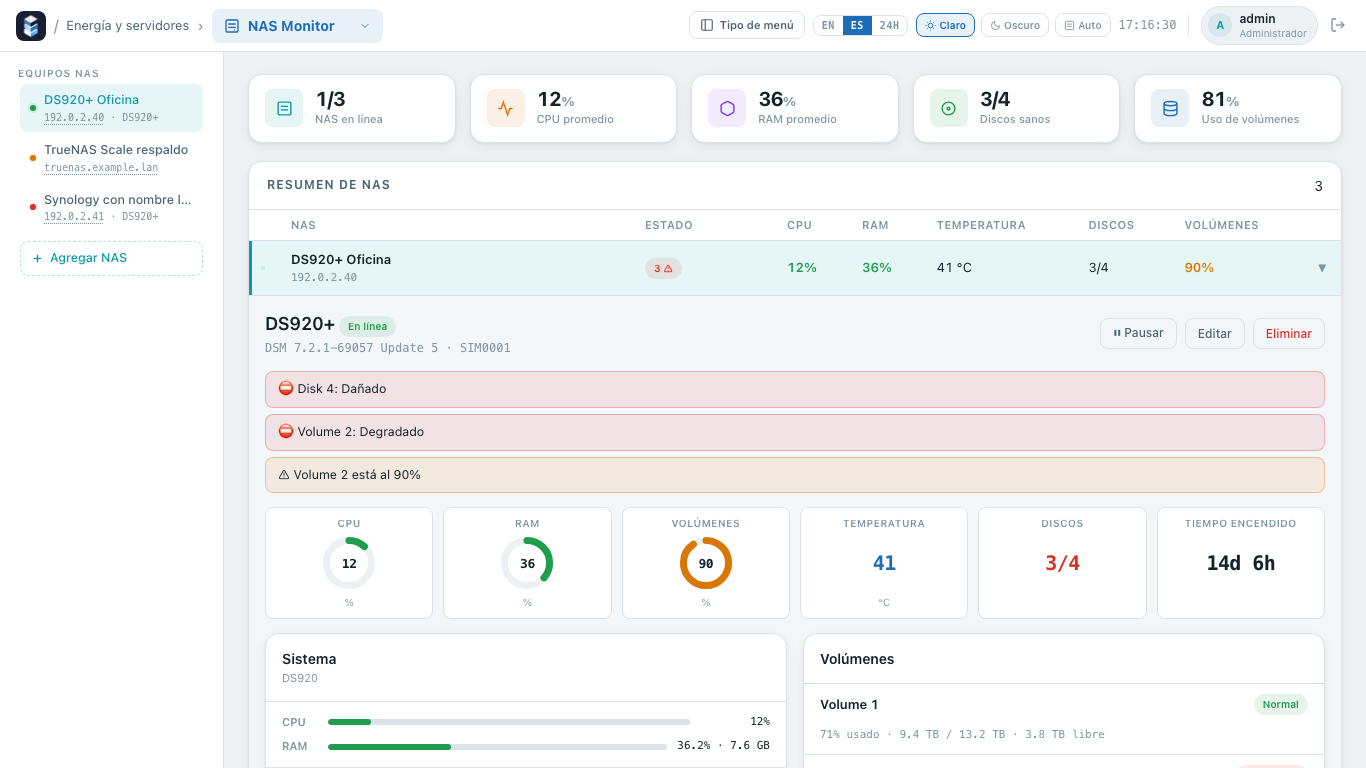 / Energía y servidores › NAS Monitor
Tipo de menú
EN ES 24H
Claro
Oscuro
Auto
17:16:30
A
admin
Administrador
EQUIPOS NAS
DS920+ Oficina
192.0.2.40 · DS920+
TrueNAS Scale respaldo
truenas.example.lan
Synology con nombre l...
192.0.2.41 · DS920+
+ Agregar NAS
1/3
NAS en línea
12%
CPU promedio
36%
RAM promedio
3/4
Discos sanos
81%
Uso de volúmenes
RESUMEN DE NAS 3
NAS ESTADO CPU RAM TEMPERATURA DISCOS VOLÚMENES
DS920+ Oficina
192.0.2.40
3 ⚠ 12% 36% 41 °C 3/4 90% ▼
DS920+ En línea
DSM 7.2.1-69057 Update 5 · SIM0001
Pausar
Editar
Eliminar
⛔ Disk 4: Dañado
⛔ Volume 2: Degradado
⚠ Volume 2 está al 90%
CPU
12
%
RAM
36
%
VOLÚMENES
90
%
TEMPERATURA
41
°C
DISCOS
3/4
TIEMPO ENCENDIDO
14d 6h
Sistema
DS920
CPU 12%
RAM 36.2% · 7.6 GB
Volúmenes
Volume 1 Normal
71% usado · 9.4 TB / 13.2 TB · 3.8 TB libre